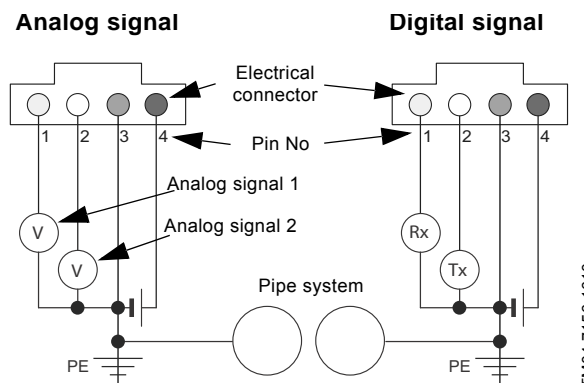 Analog signal
Digital signal
Electrical
connector
1 2 3 4
1 2 3 4
Pin No
Analog signal 1
Analog signal 2
V
V
Rx
Tx
Pipe system
PE
PE